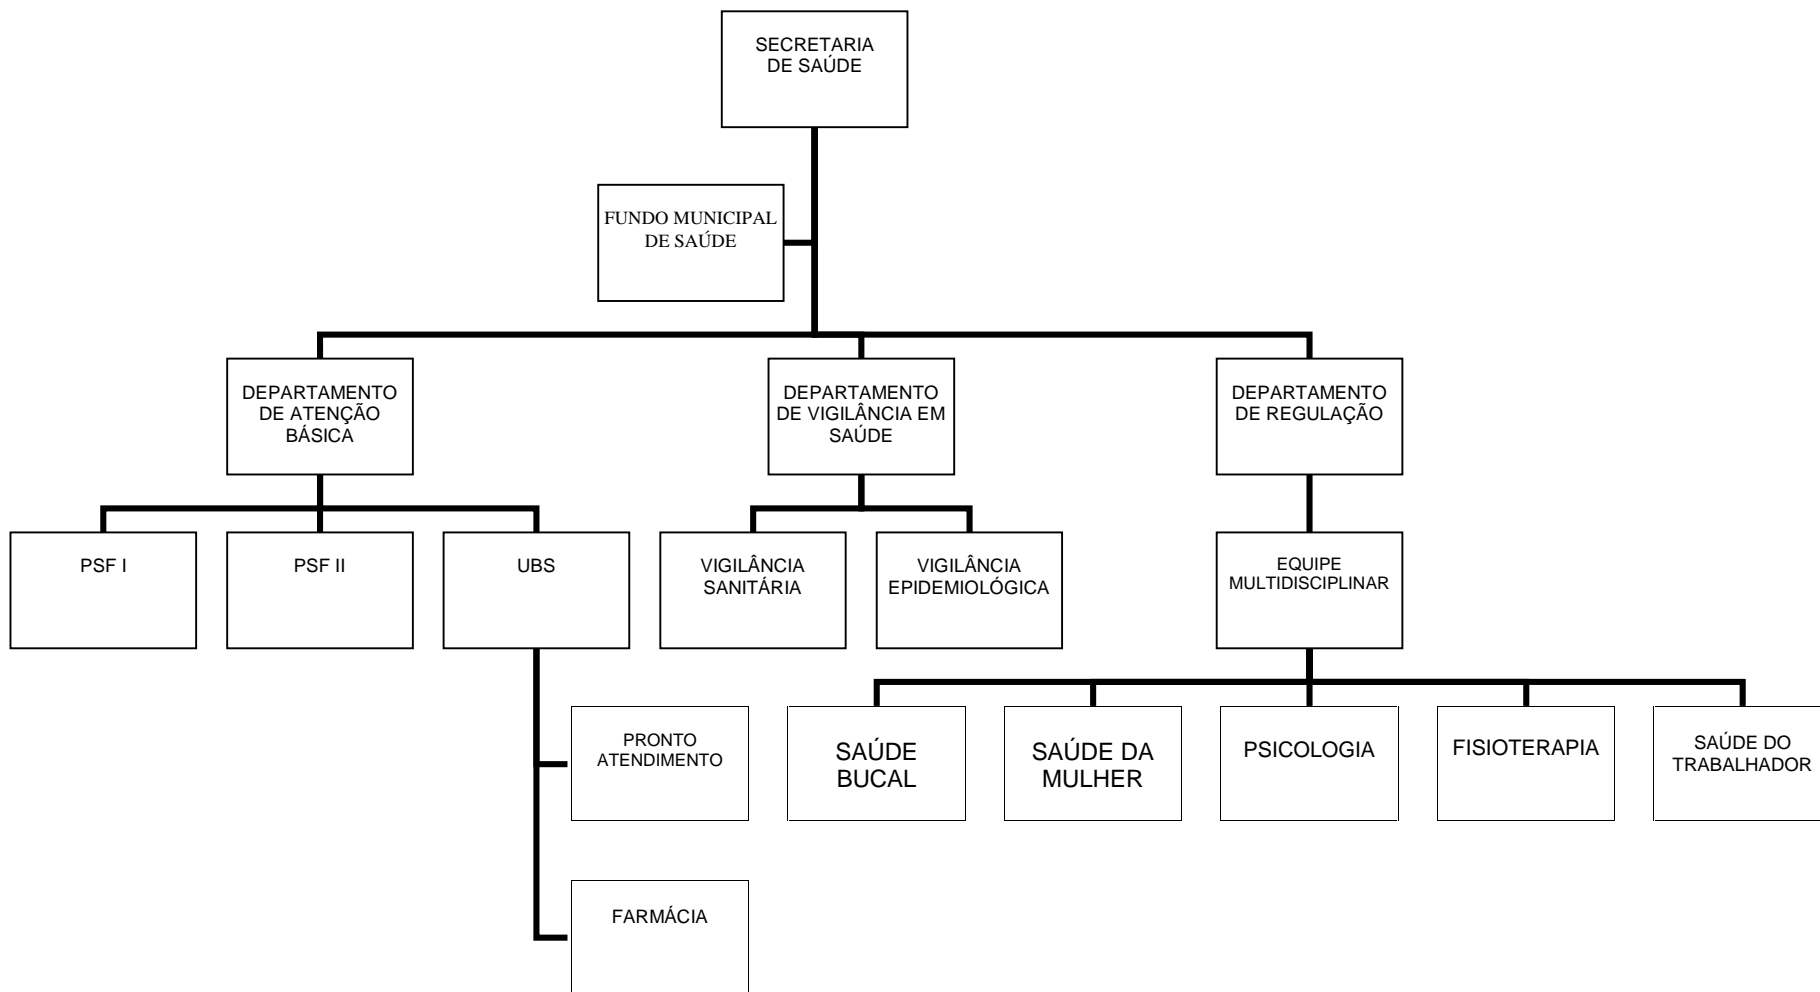 SECRETARIA
DE SAÚDE
FUNDO MUNICIPAL
DE SAÚDE
DEPARTAMENTO
DE ATENÇÃO
BÁSICA
DEPARTAMENTO
DE VIGILÂNCIA EM
SAÚDE
DEPARTAMENTO
DE REGULAÇÃO
PSF I
PSF II
UBS
VIGILÂNCIA
SANITÁRIA
VIGILÂNCIA
EPIDEMIOLÓGICA
EQUIPE
MULTIDISCIPLINAR
PRONTO
ATENDIMENTO
SAÚDE
BUCAL
SAÚDE DA
MULHER
PSICOLOGIA
FISIOTERAPIA
SAÚDE DO
TRABALHADOR
FARMÁCIA